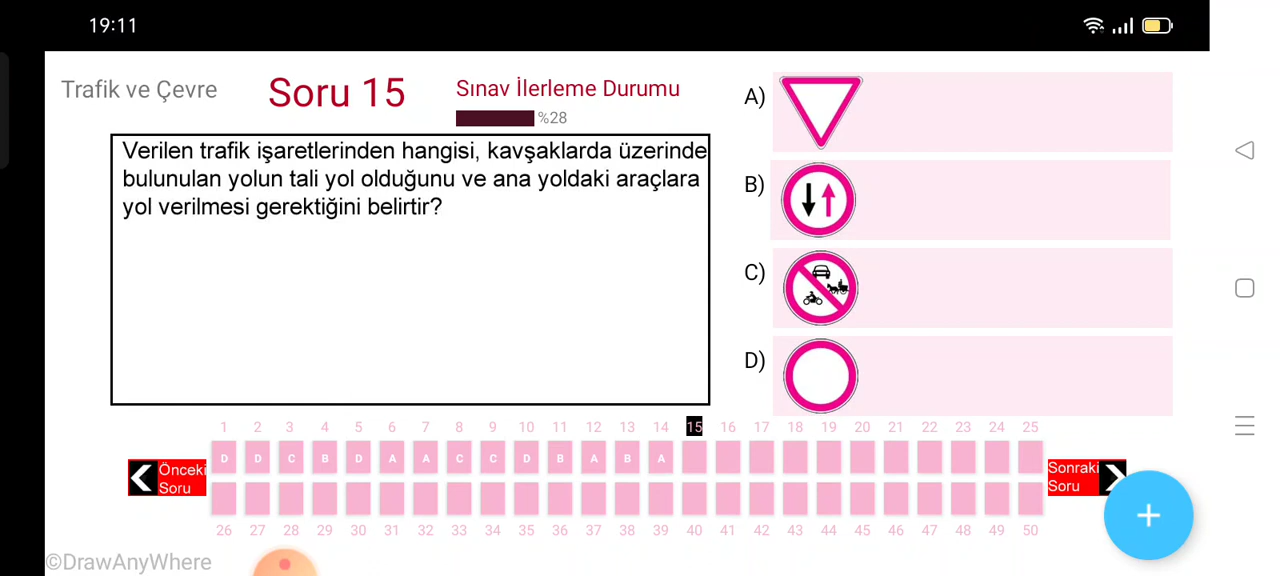 19:11
Trafik ve Çevre
Soru 15
Sınav İlerleme Durumu
%28
Verilen trafik işaretlerinden hangisi, kavşaklarda üzerinde
bulunulan yolun tali yol olduğunu ve ana yoldaki araçlara
yol verilmesi gerektiğini belirtir?
A)
B)
C)
D)
1 2 3 4 5 6 7 8 9 10 11 12 13 14 15 16 17 18 19 20 21 22 23 24 25
D D C B D A A C C D B A B A
Önceki
Soru
Sonraki
Soru
+
26 27 28 29 30 31 32 33 34 35 36 37 38 39 40 41 42 43 44 45 46 47 48 49 50
©DrawAnyWhere